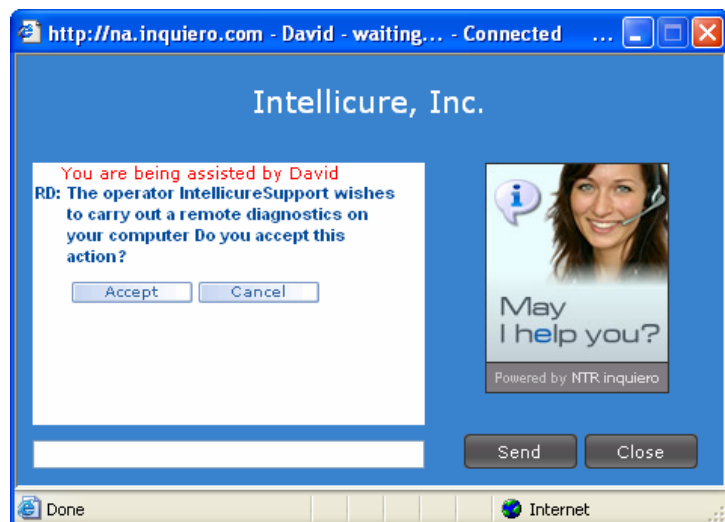 http://na.inquiero.com - David - waiting... - Connected ...
Intellicure, Inc.
You are being assisted by David
RD: The operator IntellicureSupport wishes
to carry out a remote diagnostics on
your computer Do you accept this
action?
Accept Cancel
i
May
I help you?
Powered by NTR inquiero
Send Close
Done Internet